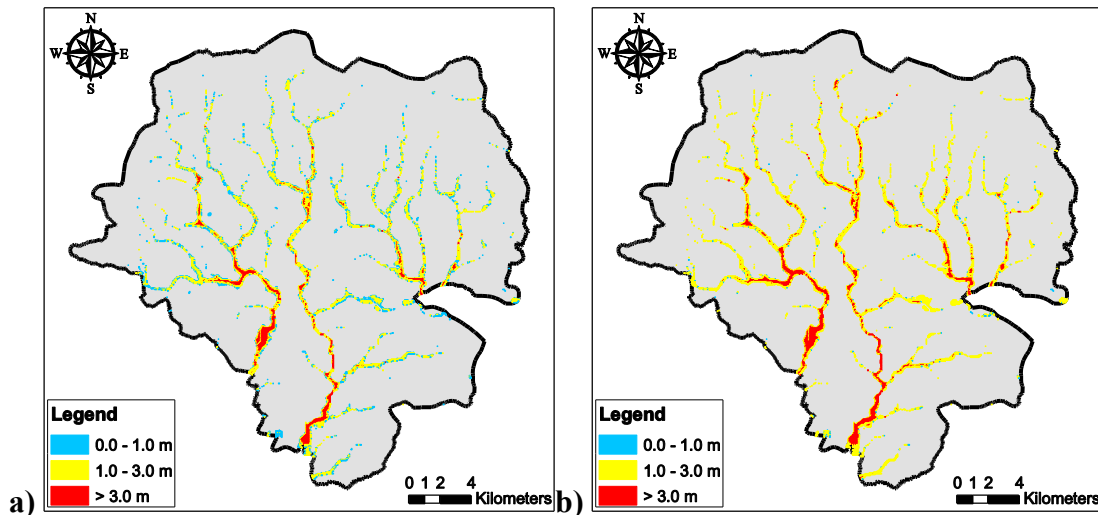 N
W E
S
Legend
0.0 - 1.0 m
1.0 - 3.0 m
> 3.0 m
0 1 2 4
Kilometers
a)
N
W E
S
Legend
0.0 - 1.0 m
1.0 - 3.0 m
> 3.0 m
0 1 2 4
Kilometers
b)